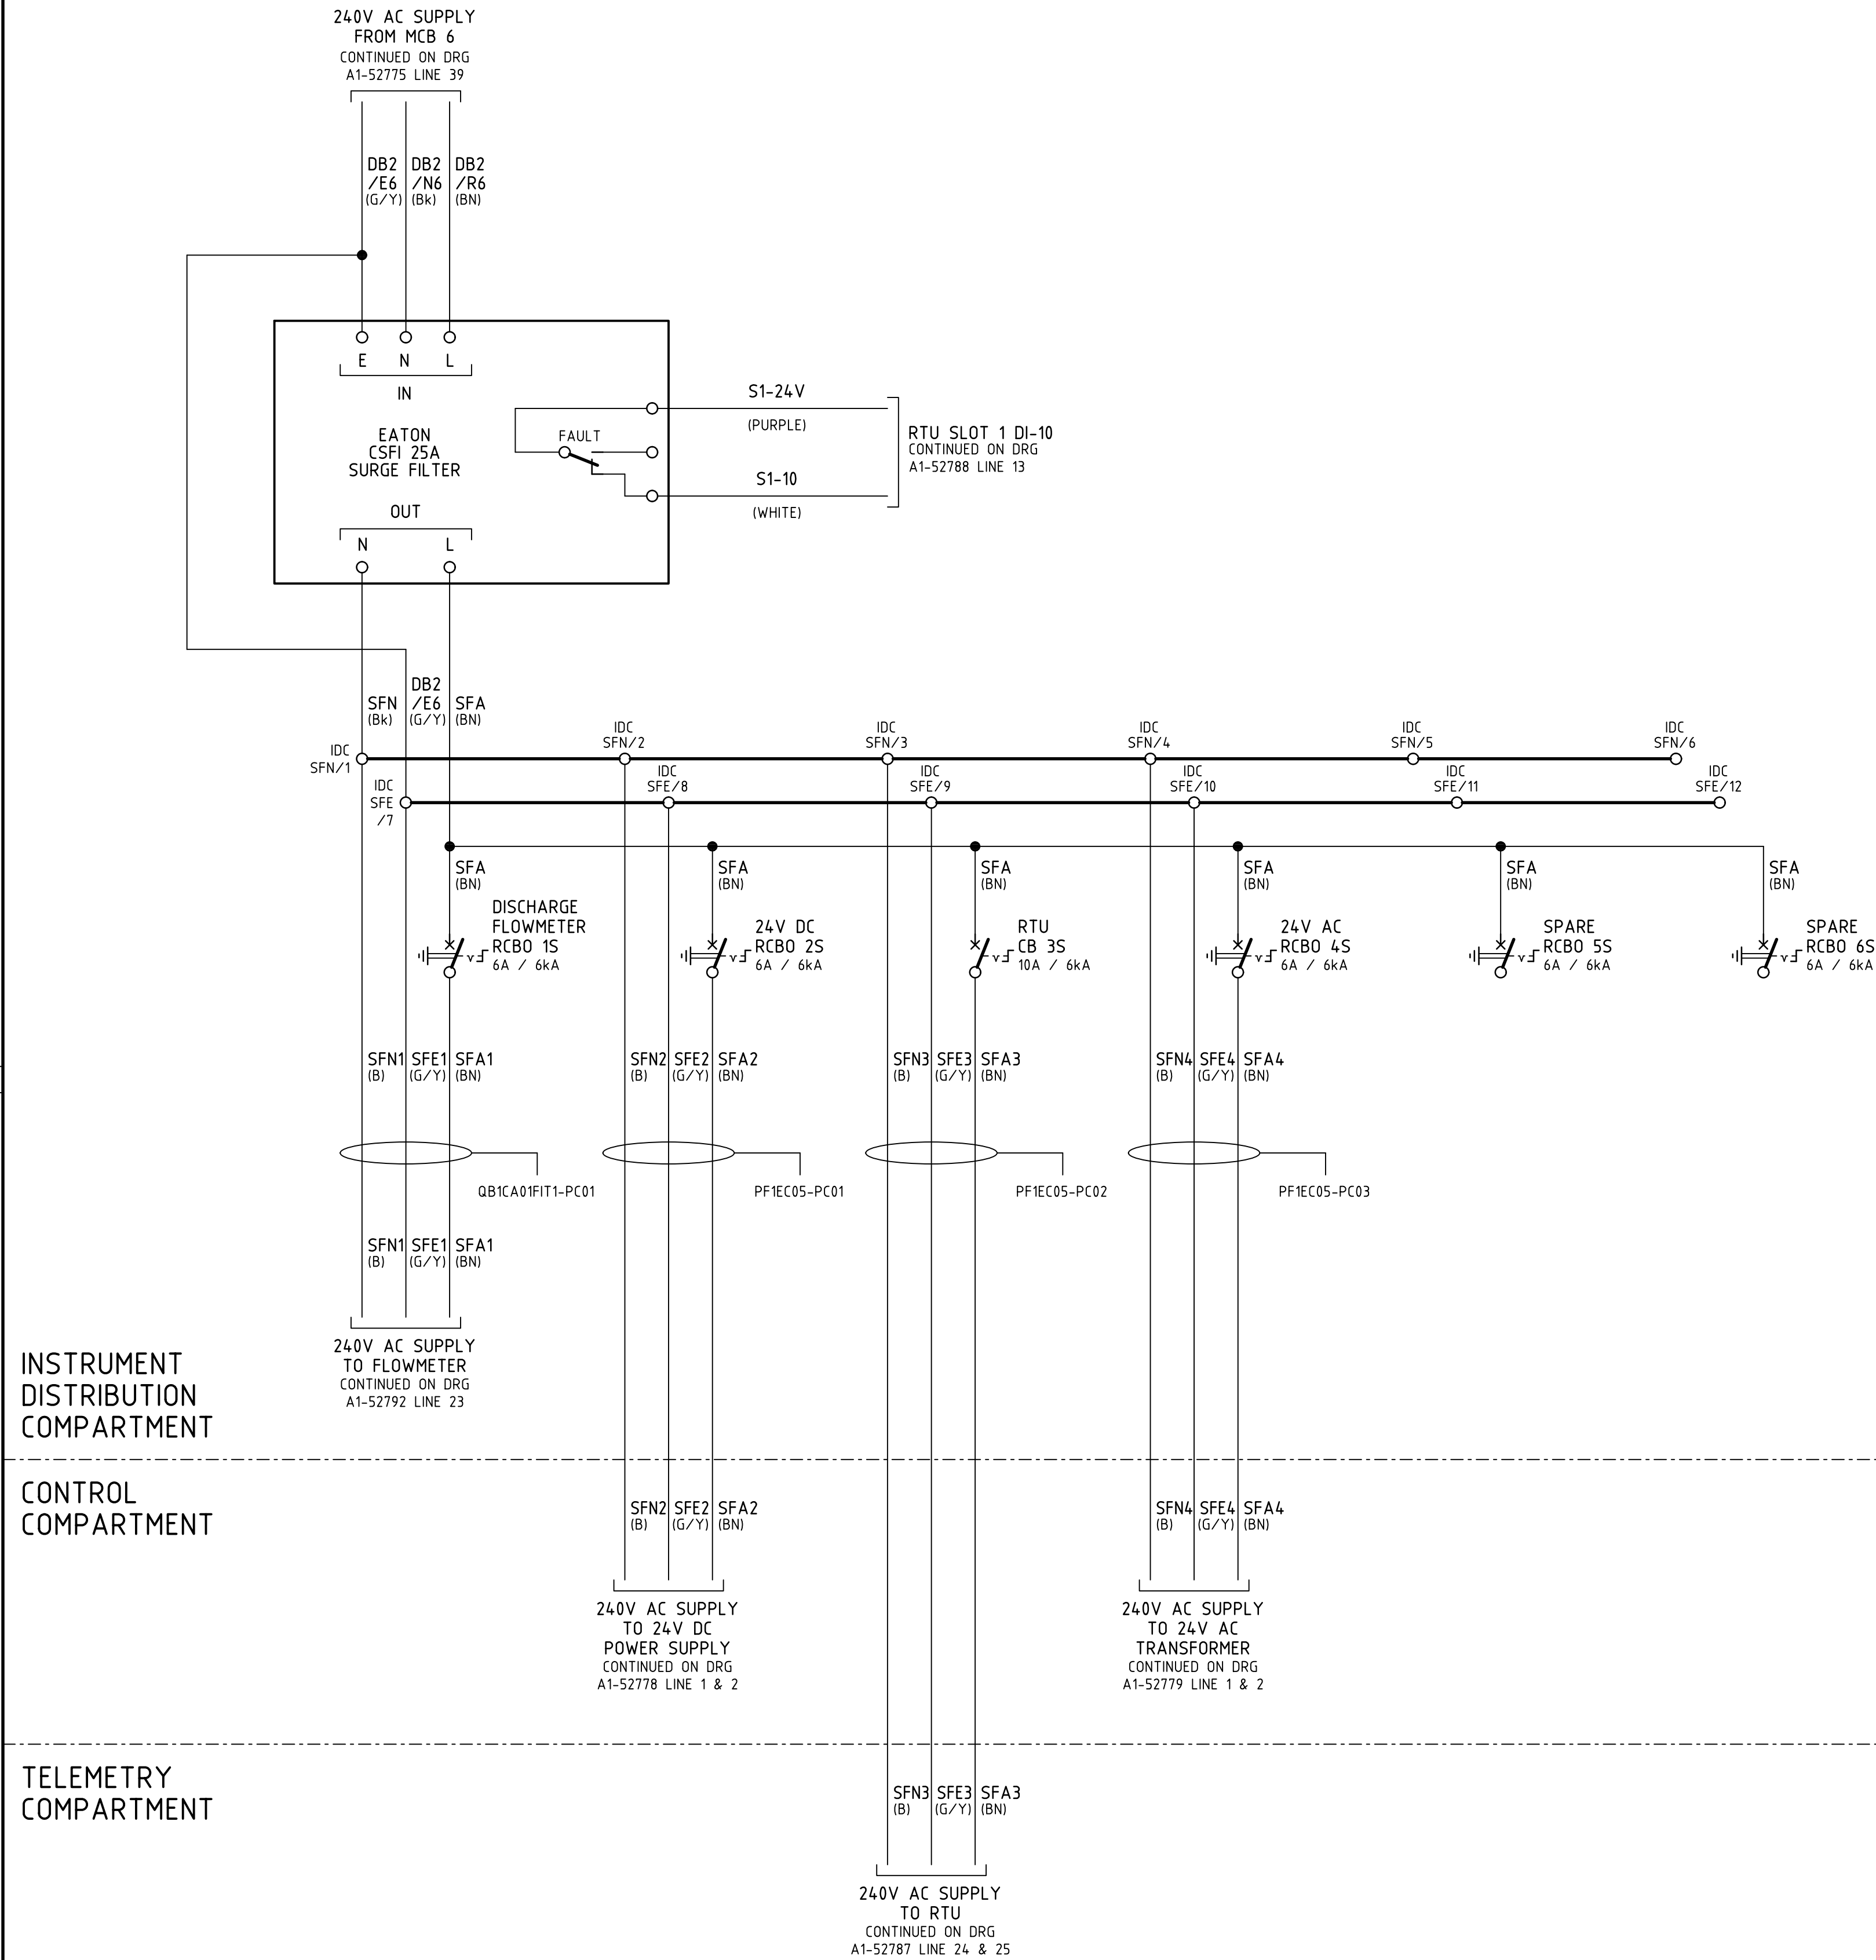 240V AC SUPPLY
FROM MCB 6
CONTINUED ON DRG
A1-52775 LINE 39
DB2
/E6
(G/Y)
DB2
/N6
(Bk)
DB2
/R6
(BN)
E N L
IN
EATON
CSFI 25A
SURGE FILTER
OUT
N L
FAULT
S1-24V
(PURPLE)
S1-10
(WHITE)
RTU SLOT 1 DI-10
CONTINUED ON DRG
A1-52788 LINE 13
SFN
(Bk)
DB2
/E6
(G/Y)
SFA
(BN)
IDC
SFN/1
IDC
SFN/2
IDC
SFN/3
IDC
SFN/4
IDC
SFN/5
IDC
SFN/6
IDC
SFE
/7
IDC
SFE/8
IDC
SFE/9
IDC
SFE/10
IDC
SFE/11
IDC
SFE/12
SFA
(BN)
SFA
(BN)
SFA
(BN)
SFA
(BN)
SFA
(BN)
SFA
(BN)
DISCHARGE
FLOWMETER
RCBO 1S
6A / 6kA
24V DC
RCBO 2S
6A / 6kA
RTU
CB 3S
10A / 6kA
24V AC
RCBO 4S
6A / 6kA
SPARE
RCBO 5S
6A / 6kA
SPARE
RCBO 6S
6A / 6kA
SFN1 SFE1 SFA1
(B) (G/Y) (BN)
SFN2 SFE2 SFA2
(B) (G/Y) (BN)
SFN3 SFE3 SFA3
(B) (G/Y) (BN)
SFN4 SFE4 SFA4
(B) (G/Y) (BN)
QB1CA01FIT1-PC01
PF1EC05-PC01
PF1EC05-PC02
PF1EC05-PC03
SFN1 SFE1 SFA1
(B) (G/Y) (BN)
240V AC SUPPLY
TO FLOWMETER
CONTINUED ON DRG
A1-52792 LINE 23
INSTRUMENT
DISTRIBUTION
COMPARTMENT
CONTROL
COMPARTMENT
SFN2 SFE2 SFA2
(B) (G/Y) (BN)
SFN4 SFE4 SFA4
(B) (G/Y) (BN)
240V AC SUPPLY
TO 24V DC
POWER SUPPLY
CONTINUED ON DRG
A1-52778 LINE 1 & 2
240V AC SUPPLY
TO 24V AC
TRANSFORMER
CONTINUED ON DRG
A1-52779 LINE 1 & 2
TELEMETRY
COMPARTMENT
SFN3 SFE3 SFA3
(B) (G/Y) (BN)
240V AC SUPPLY
TO RTU
CONTINUED ON DRG
A1-52787 LINE 24 & 25